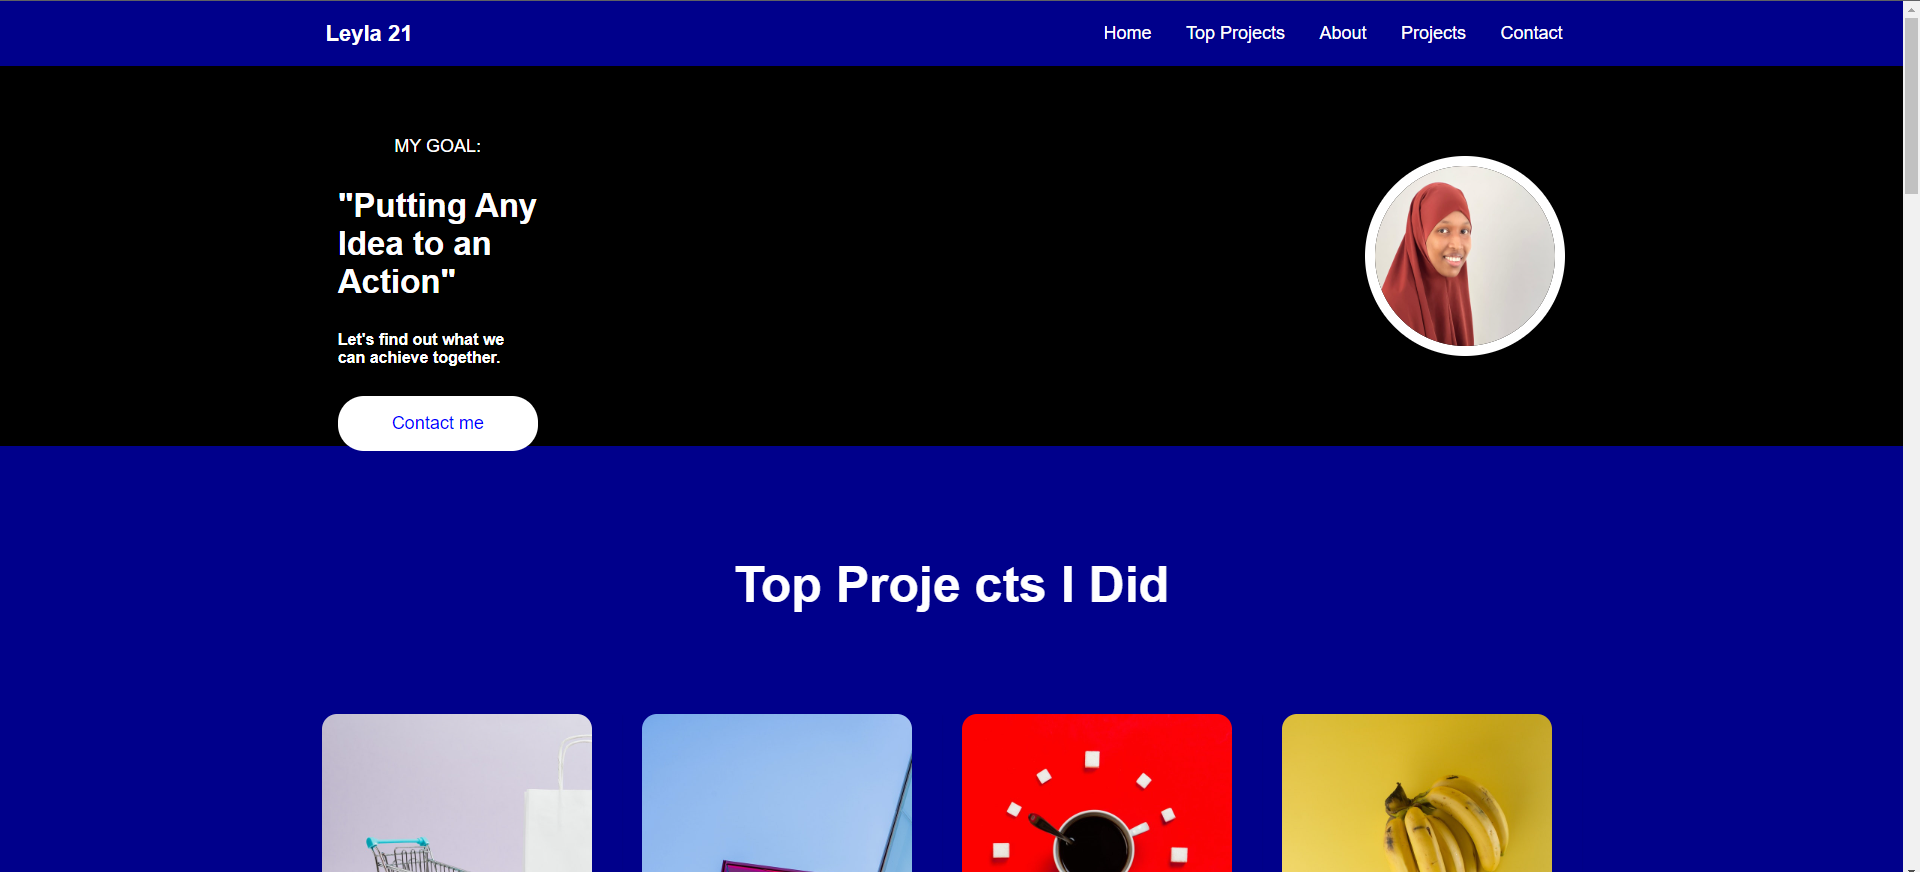 Leyla 21
Home Top Projects About Projects Contact
MY GOAL:
"Putting Any
Idea to an
Action"
Let's find out what we
can achieve together.
Contact me
Top Proje cts I Did